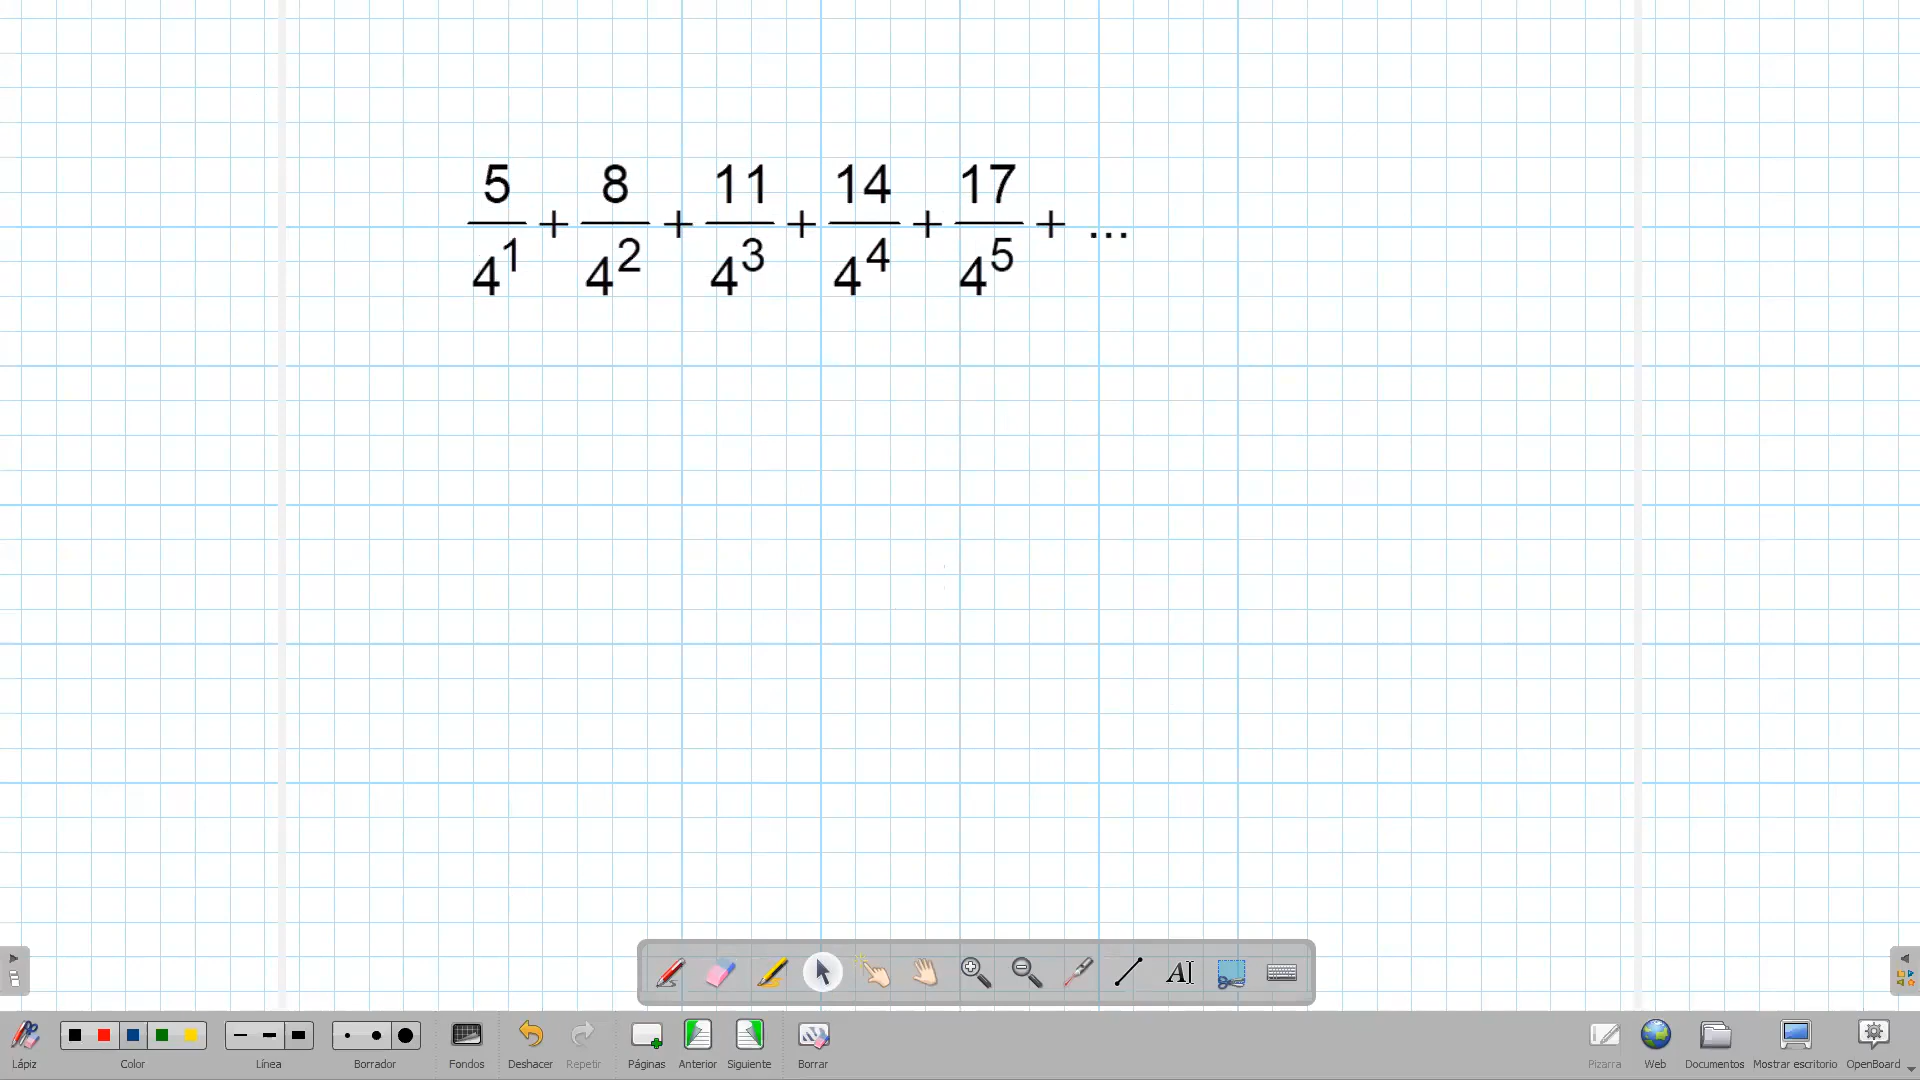 5/4^1 + 8/4^2 + 11/4^3 + 14/4^4 + 17/4^5 + ...
AI
Lápiz Color Línea Borrador Fondos Deshacer Repetir Páginas Anterior Siguiente Borrar Pizarra Web Documentos Mostrar escritorio OpenBoard